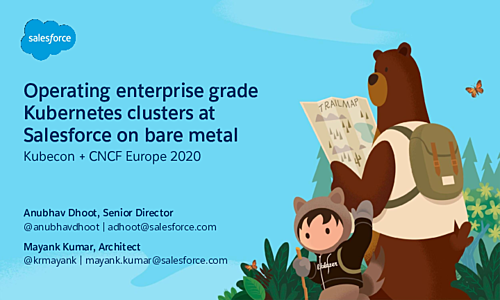 salesforce
Operating enterprise grade
Kubernetes clusters at
Salesforce on bare metal
Kubecon + CNCF Europe 2020
Anubhav Dhoot, Senior Director
@anubhavdhoot | adhoot@salesforce.com
Mayank Kumar, Architect
@krmayank | mayank.kumar@salesforce.com
TRAILMAP